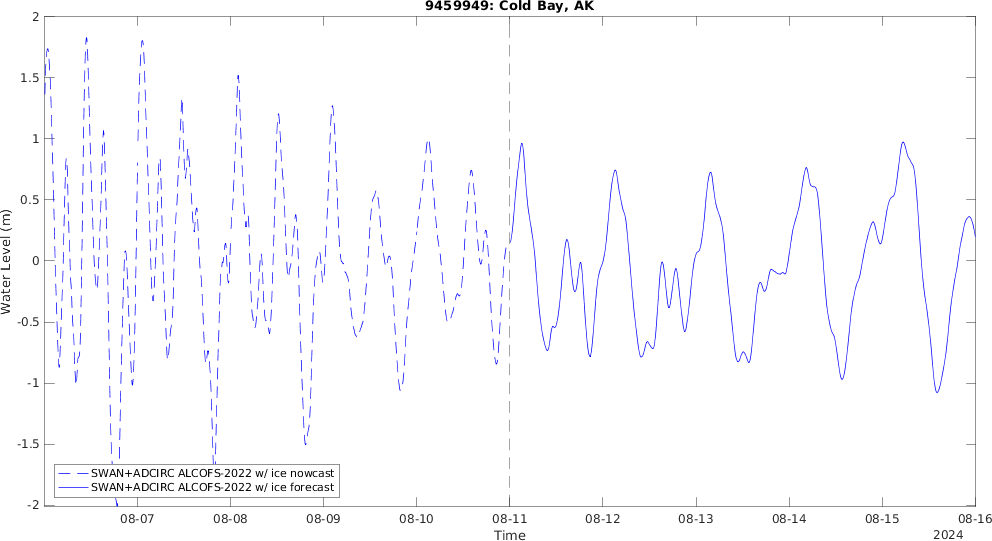 9459949: Cold Bay, AK
2
1.5
1
0.5
0
-0.5
-1
-1.5
-2
Water Level (m)
SWAN+ADCIRC ALCOFS-2022 w/ ice nowcast
SWAN+ADCIRC ALCOFS-2022 w/ ice forecast
08-07 08-08 08-09 08-10 08-11 08-12 08-13 08-14 08-15 08-16
Time
2024